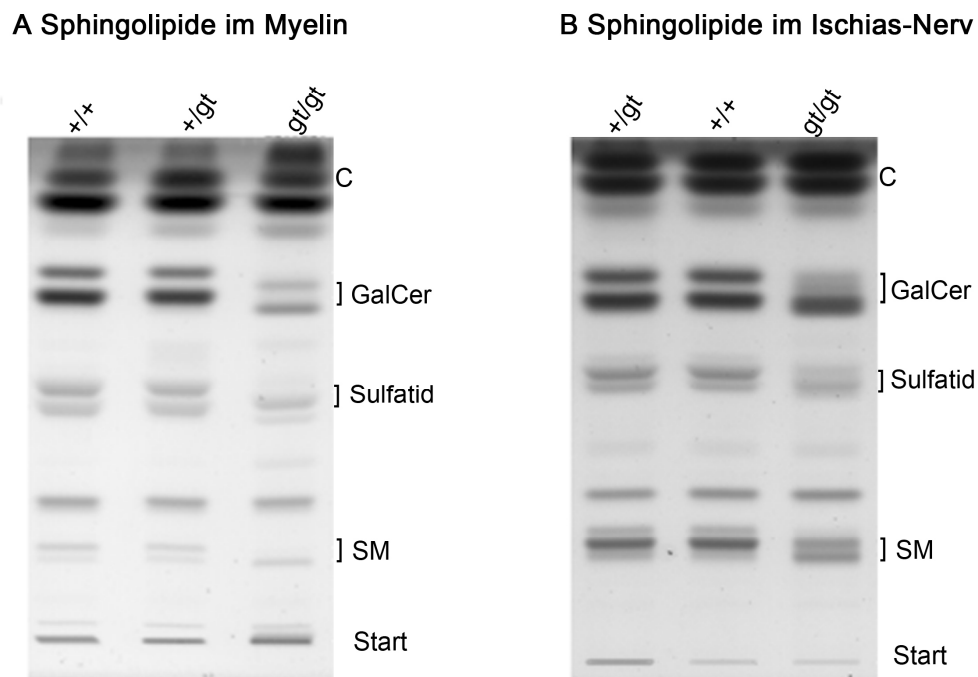 A Sphingolipide im Myelin
+/+
+/gt
gt/gt
C
] GalCer
] Sulfatid
] SM
Start
B Sphingolipide im Ischias-Nerv
+/gt
+/+
gt/gt
C
] GalCer
] Sulfatid
] SM
Start